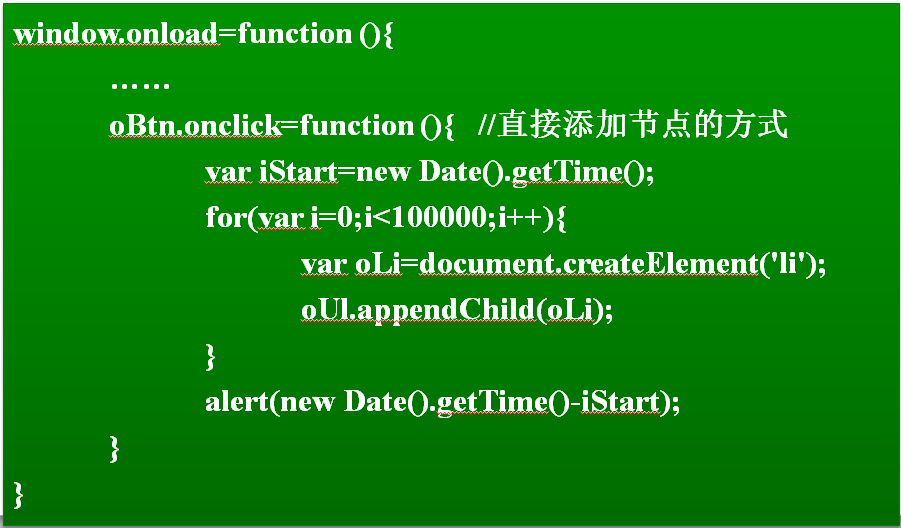 window.onload=function (){
……
oBtn.onclick=function (){ //直接添加节点的方式
var iStart=new Date().getTime();
for(var i=0;i<100000;i++){
var oLi=document.createElement('li');
oUl.appendChild(oLi);
}
alert(new Date().getTime()-iStart);
}
}